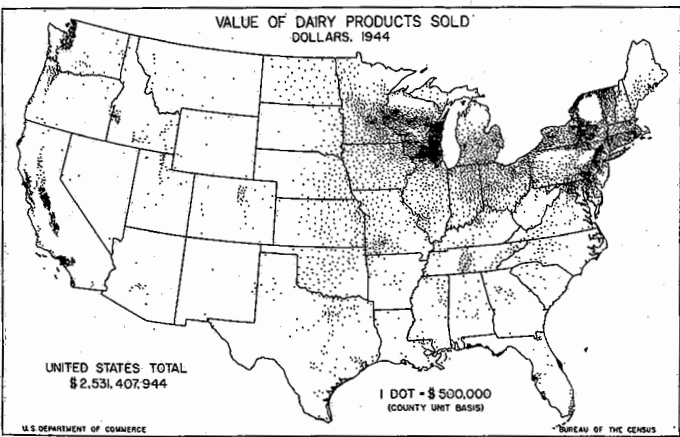 VALUE OF DAIRY PRODUCTS SOLD
DOLLARS, 1944
UNITED STATES TOTAL
$2,531,407,944
1 DOT = $500,000
(COUNTY UNIT BASIS)
U.S. DEPARTMENT OF COMMERCE
BUREAU OF THE CENSUS